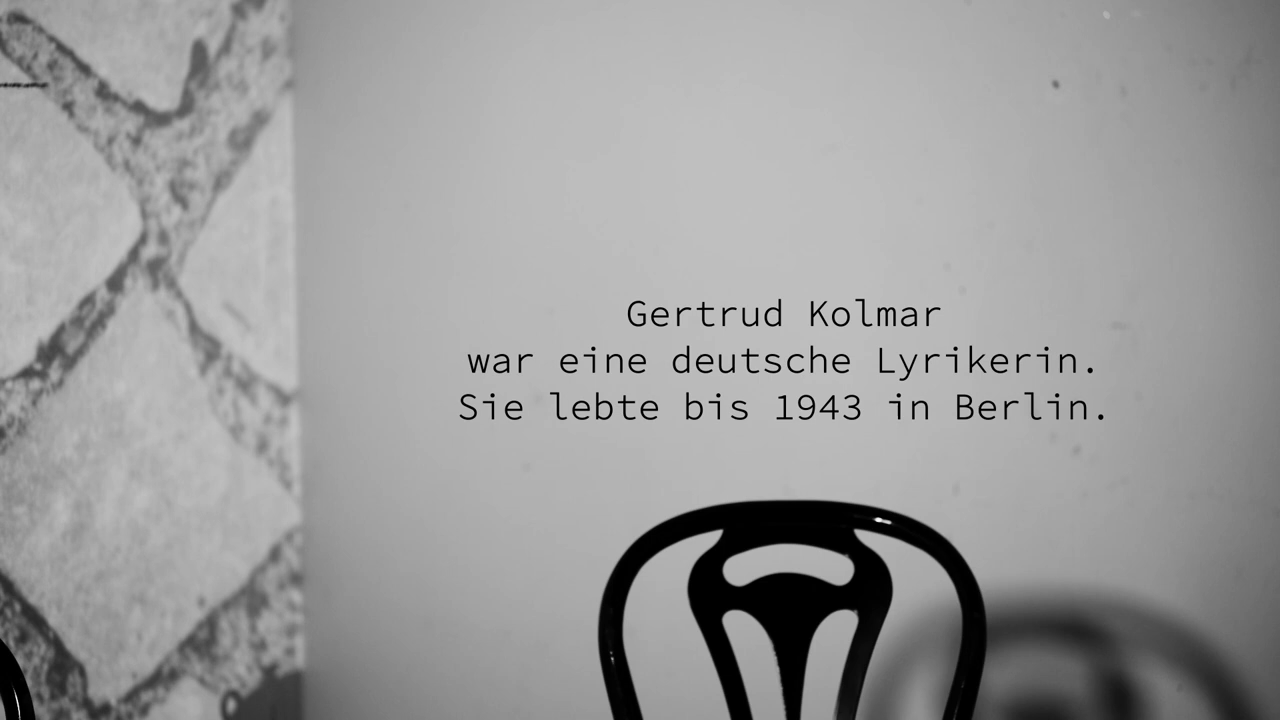 Gertrud Kolmar
war eine deutsche Lyrikerin.
Sie lebte bis 1943 in Berlin.